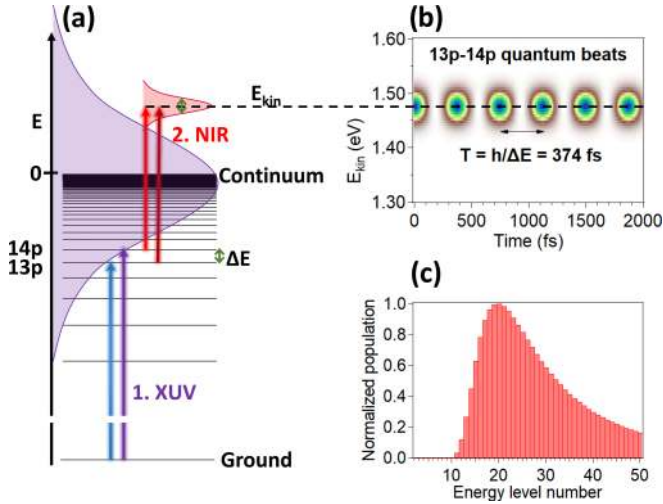 (a)
E
E_kin
2. NIR
0
Continuum
14p
13p
ΔE
1. XUV
Ground
(b)
1.60
1.50
1.40
1.30
E_kin (eV)
13p-14p quantum beats
T = h/ΔE = 374 fs
0 500 1000 1500 2000
Time (fs)
(c)
1.0
0.8
0.6
0.4
0.2
0.0
Normalized population
10 20 30 40 50
Energy level number